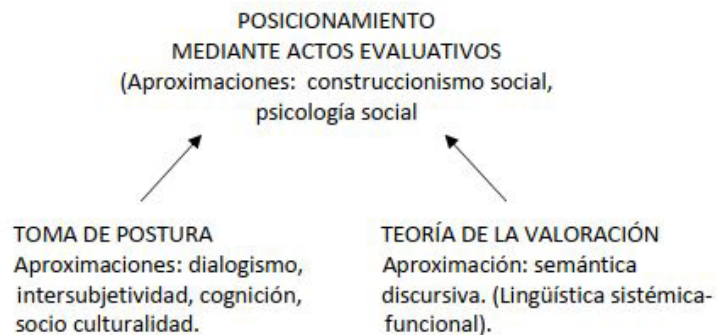 POSICIONAMIENTO
MEDIANTE ACTOS EVALUATIVOS
(Aproximaciones: construccionismo social,
psicología social
TOMA DE POSTURA
Aproximaciones: dialogismo,
intersubjetividad, cognición,
socio culturalidad.
TEORÍA DE LA VALORACIÓN
Aproximación: semántica
discursiva. (Lingüística sistémica-
funcional).